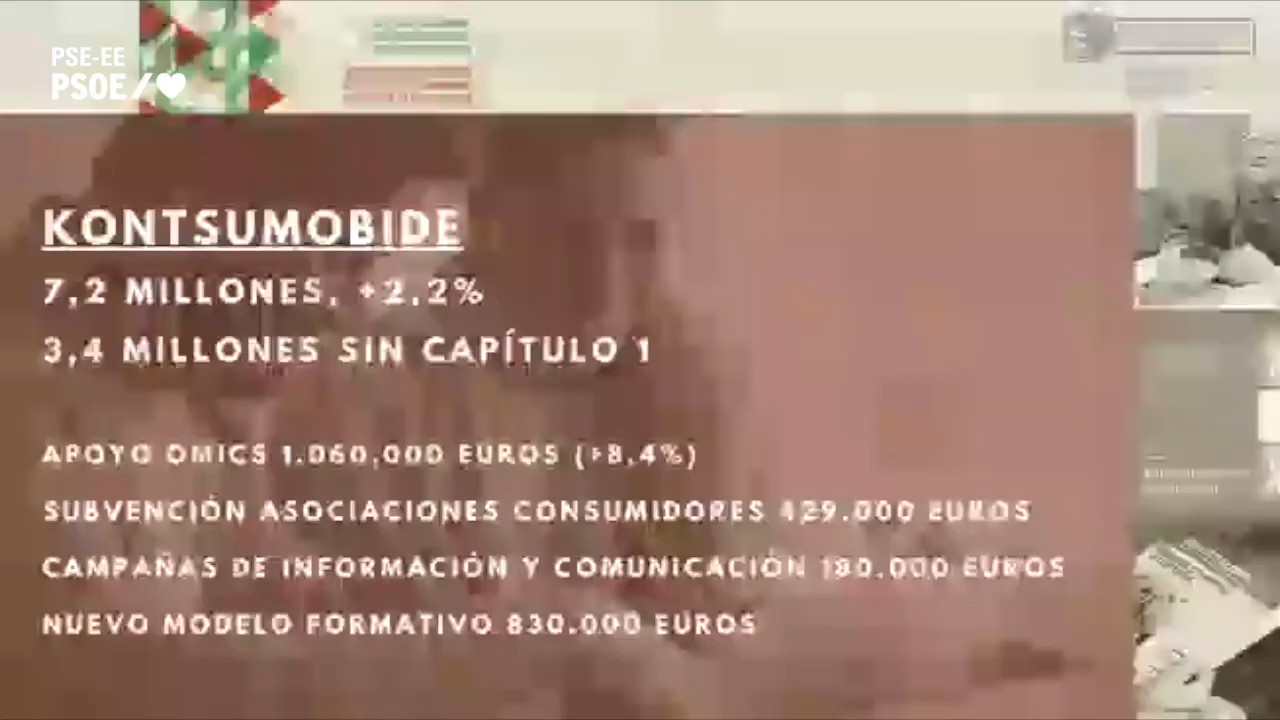 PSE-EE
PSOE/
KONTSUMOBIDE
7,2 MILLONES, +2,2%
3,4 MILLONES SIN CAPÍTULO 1
APOYO OMICS 1.060.000 EUROS (+8,4%)
SUBVENCIÓN ASOCIACIONES CONSUMIDORES 429.000 EUROS
CAMPAÑAS DE INFORMACIÓN Y COMUNICACIÓN 180.000 EUROS
NUEVO MODELO FORMATIVO 830.000 EUROS